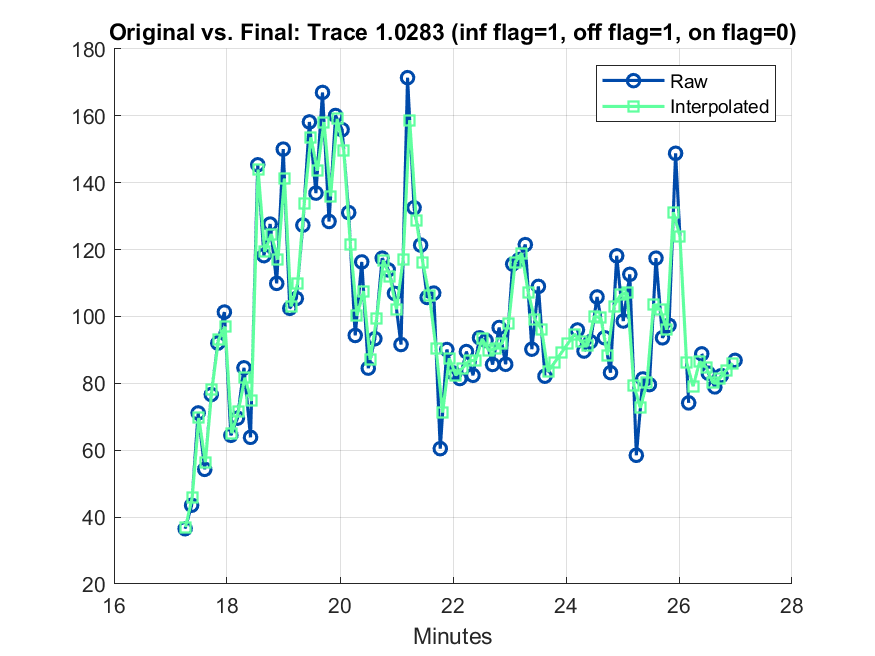 Original vs. Final: Trace 1.0283 (inf flag=1, off flag=1, on flag=0)
180
160
140
120
100
80
60
40
20
Raw
Interpolated
16 18 20 22 24 26 28
Minutes